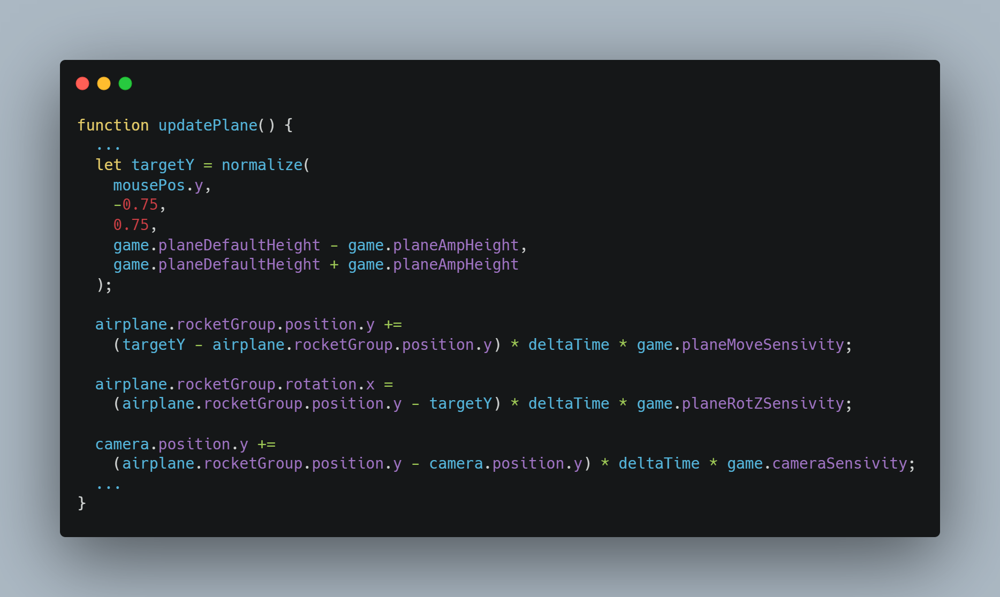 function updatePlane() {
  ...
  let targetY = normalize(
    mousePos.y,
    -0.75,
    0.75,
    game.planeDefaultHeight - game.planeAmpHeight,
    game.planeDefaultHeight + game.planeAmpHeight
  );

  airplane.rocketGroup.position.y +=
    (targetY - airplane.rocketGroup.position.y) * deltaTime * game.planeMoveSensivity;

  airplane.rocketGroup.rotation.x =
    (airplane.rocketGroup.position.y - targetY) * deltaTime * game.planeRotZSensivity;

  camera.position.y +=
    (airplane.rocketGroup.position.y - camera.position.y) * deltaTime * game.cameraSensivity;
  ...
}